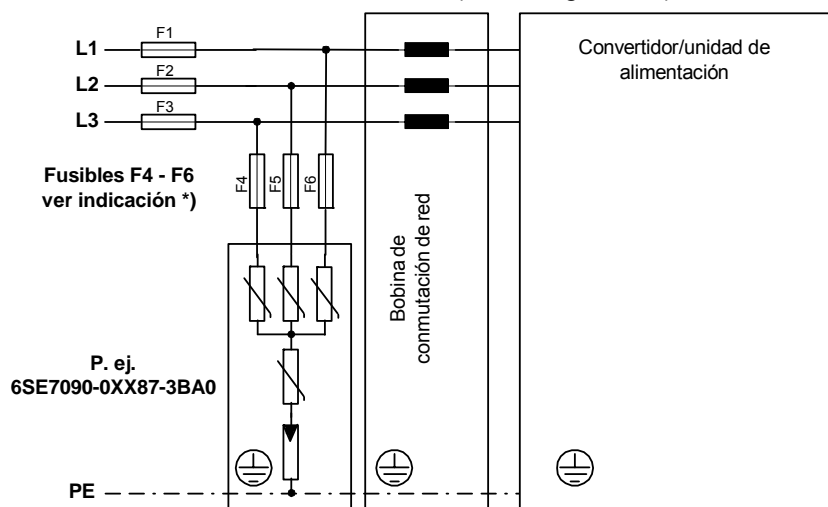 L1
F1
L2
F2
L3
F3
Convertidor/unidad de
alimentación
Fusibles F4 - F6
ver indicación *)
F4
F5
F6
Bobina de
conmutación de red
P. ej.
6SE7090-0XX87-3BA0
PE